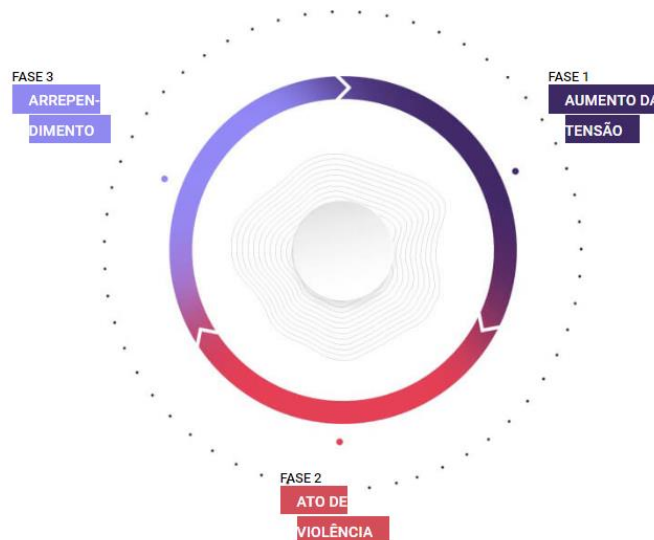 FASE 3
ARREPEN-
DIMENTO
FASE 1
AUMENTO DA
TENSÃO
FASE 2
ATO DE
VIOLÊNCIA